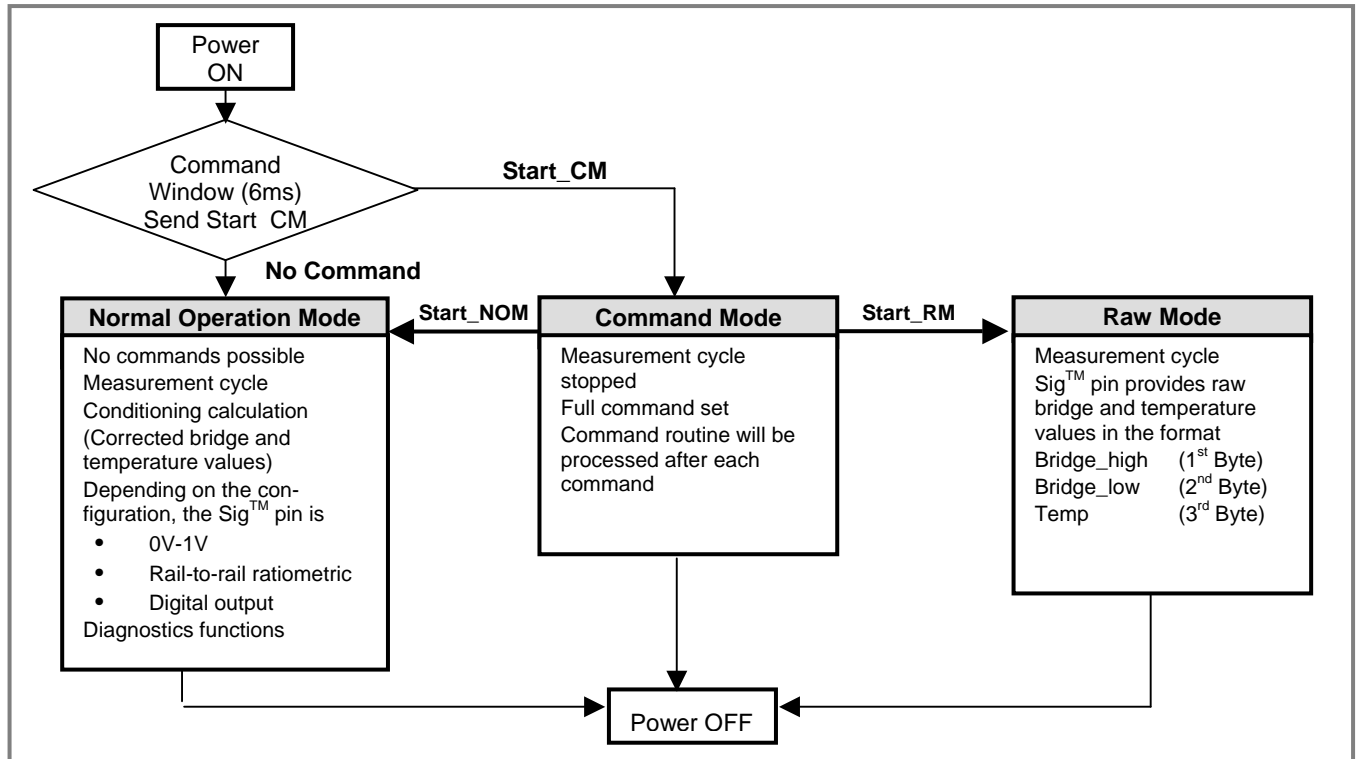 Power
ON
Command
Window (6ms)
Send Start CM
Start_CM
No Command
Normal Operation Mode
No commands possible
Measurement cycle
Conditioning calculation
(Corrected bridge and
temperature values)
Depending on the con-
figuration, the Sig™ pin is
• 0V-1V
• Rail-to-rail ratiometric
• Digital output
Diagnostics functions
Start_NOM
Command Mode
Measurement cycle
stopped
Full command set
Command routine will be
processed after each
command
Start_RM
Raw Mode
Measurement cycle
Sig™ pin provides raw
bridge and temperature
values in the format
Bridge_high (1st Byte)
Bridge_low (2nd Byte)
Temp (3rd Byte)
Power OFF